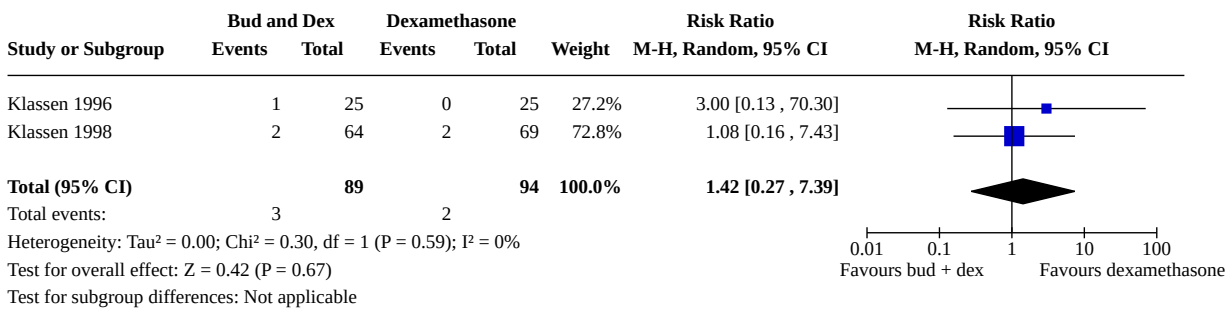 Bud and Dex Dexamethasone Risk Ratio Risk Ratio
Study or Subgroup Events Total Events Total Weight M-H, Random, 95% CI M-H, Random, 95% CI
Klassen 1996 1 25 0 25 27.2% 3.00 [0.13 , 70.30]
Klassen 1998 2 64 2 69 72.8% 1.08 [0.16 , 7.43]
Total (95% CI) 89 94 100.0% 1.42 [0.27 , 7.39]
Total events: 3 2
Heterogeneity: Tau² = 0.00; Chi² = 0.30, df = 1 (P = 0.59); I² = 0%
0.01 0.1 1 10 100
Test for overall effect: Z = 0.42 (P = 0.67)
Favours bud + dex Favours dexamethasone
Test for subgroup differences: Not applicable